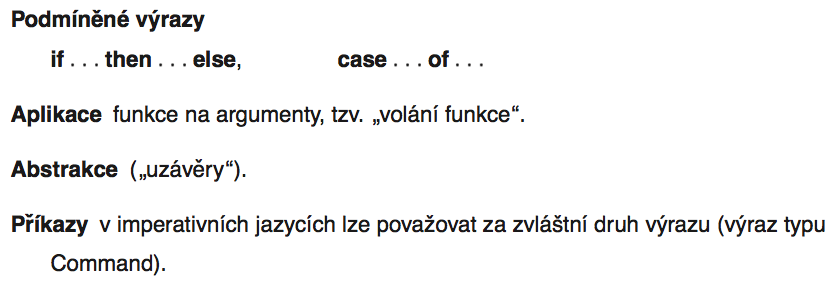 Podmíněné výrazy
if . . . then . . . else, case . . . of . . .
Aplikace funkce na argumenty, tzv. „volání funkce“.
Abstrakce („uzávěry“).
Příkazy v imperativních jazycích lze považovat za zvláštní druh výrazu (výraz typu
Command).